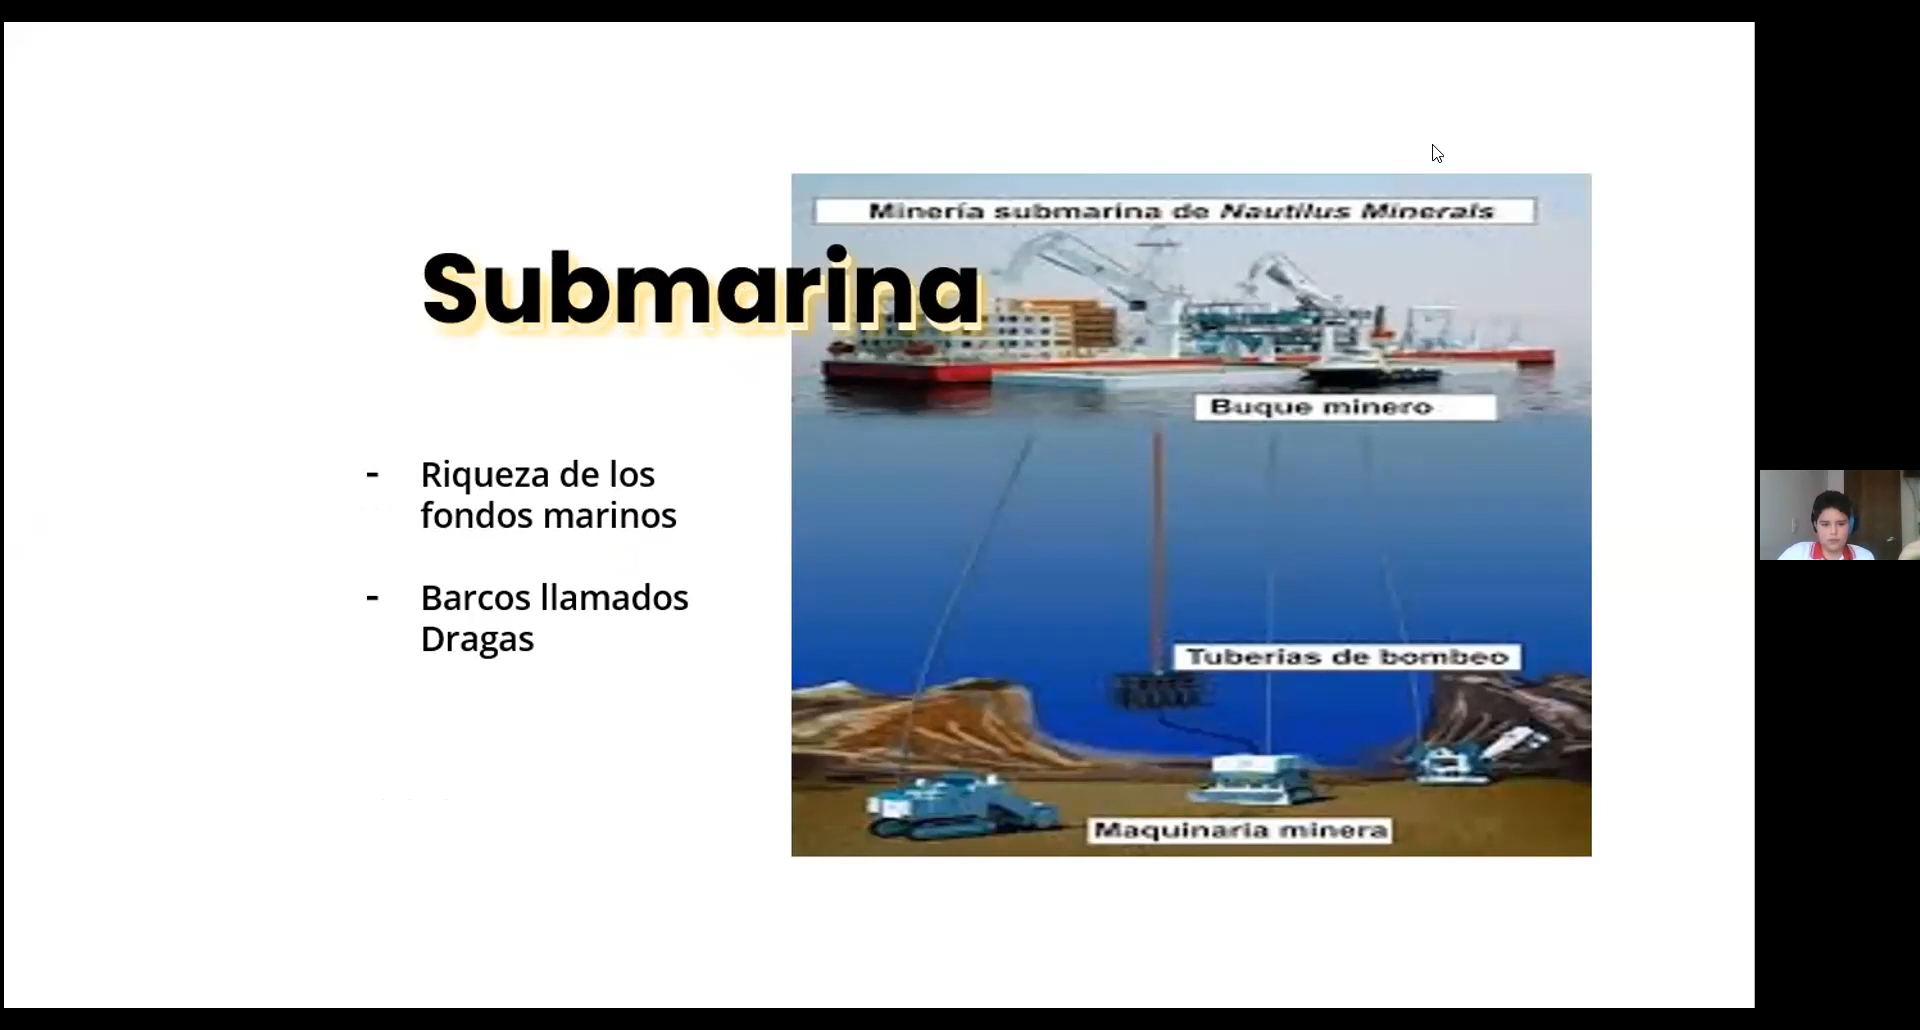 Minería submarina de Nautilus Minerals
Submarina
Buque minero
- Riqueza de los
fondos marinos
- Barcos llamados
Dragas
Tuberías de bombeo
Maquinaria minera